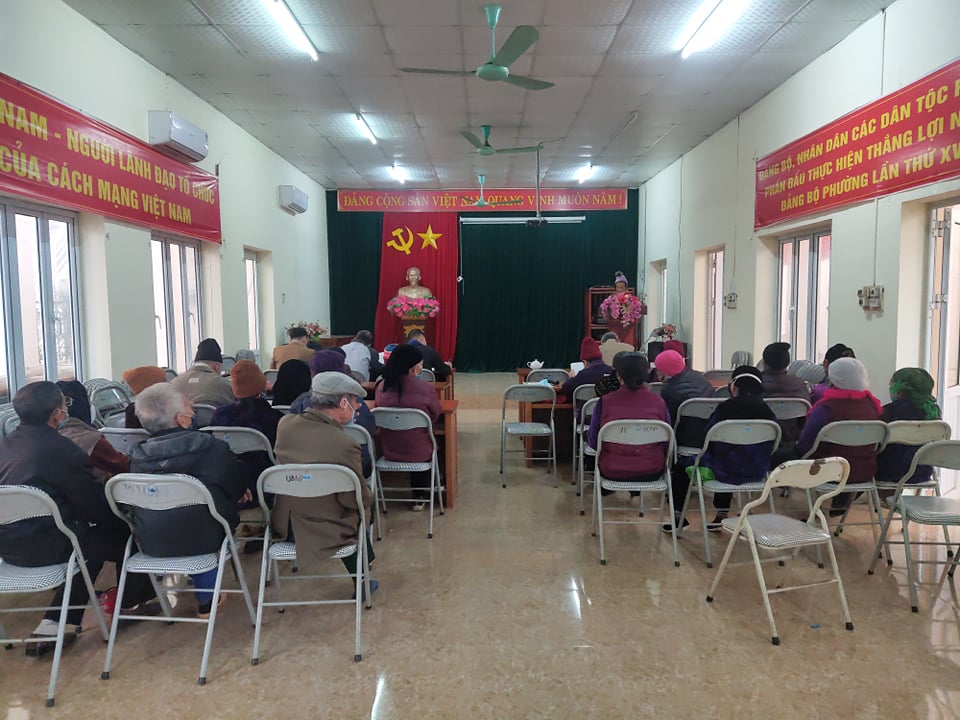 NAM - NGƯỜI LÃNH ĐẠO TỔ CHỨC
CỦA CÁCH MẠNG VIỆT NAM
ĐẢNG CỘNG SẢN VIỆT NAM QUANG VINH MUÔN NĂM !
ĐẢNG BỘ, NHÂN DÂN CÁC DÂN TỘC
PHẤN ĐẤU THỰC HIỆN THẮNG LỢI
ĐẢNG BỘ PHƯỜNG LẦN THỨ XV